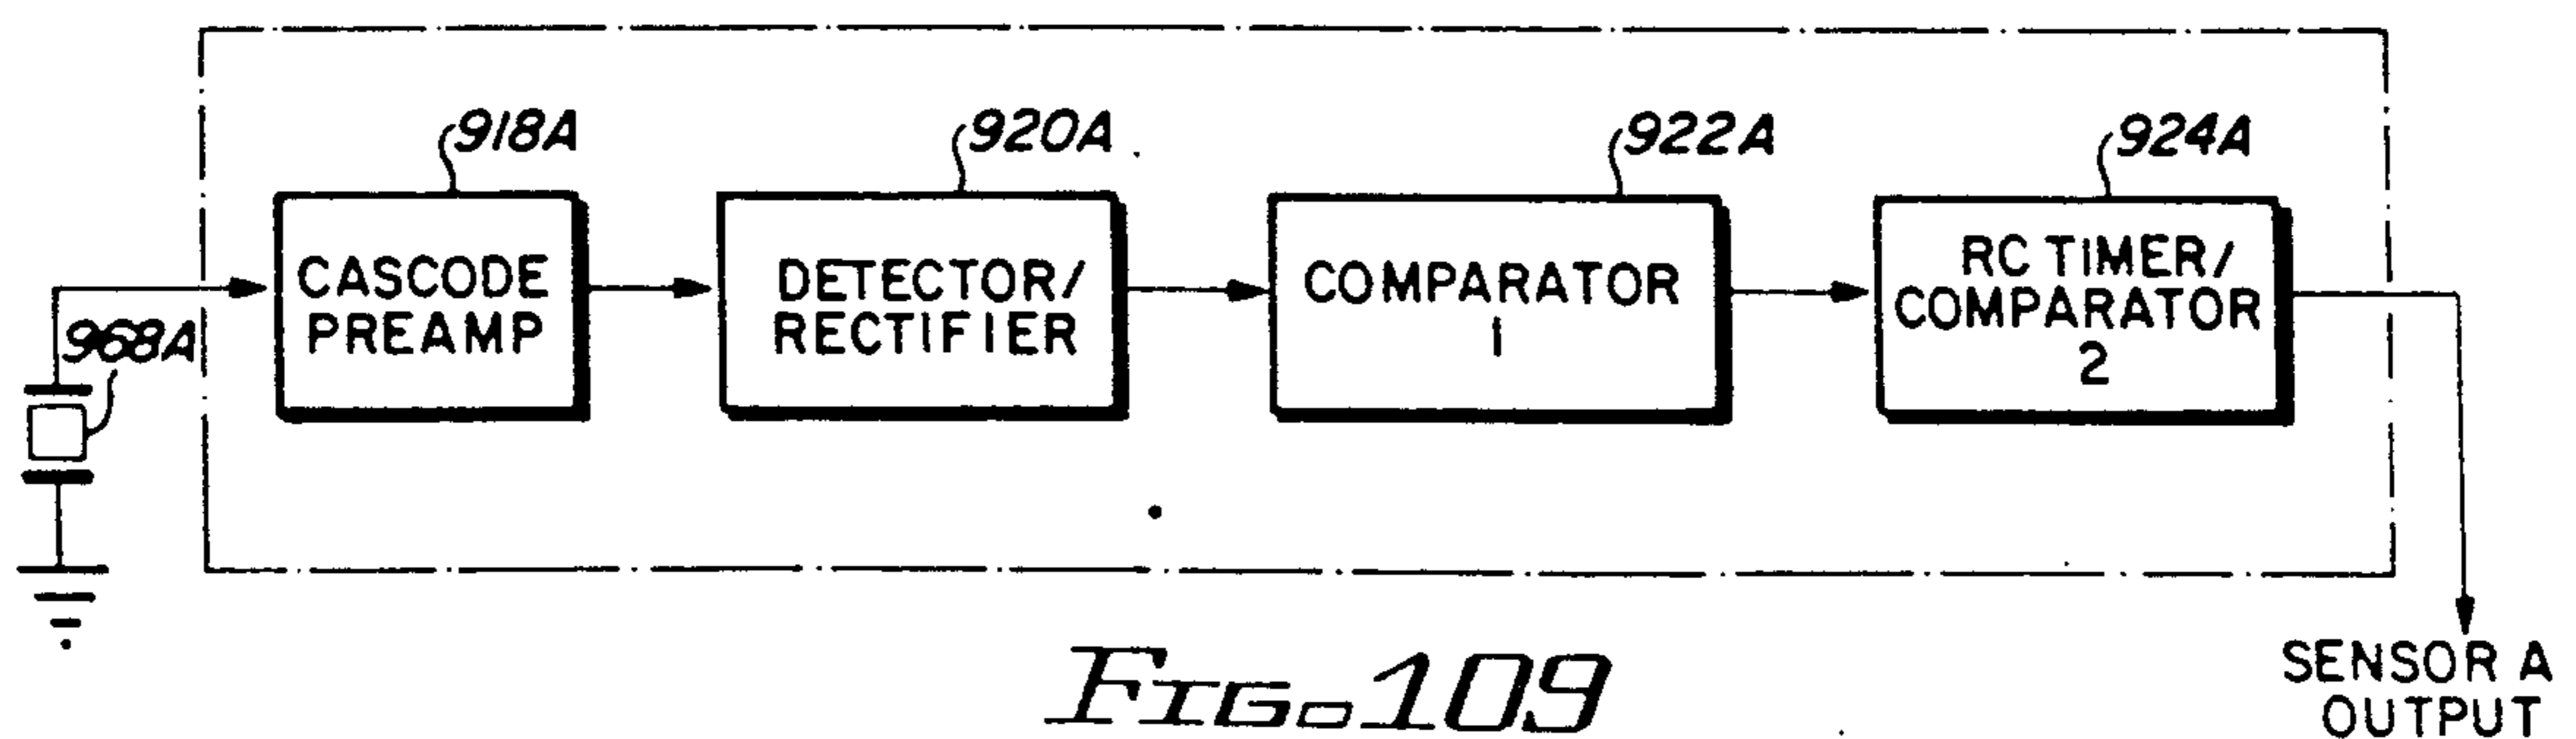 918A
920A
922A
924A
CASCODE
PREAMP
DETECTOR/
RECTIFIER
COMPARATOR
1
RC TIMER/
COMPARATOR
2
968A
SENSOR A
OUTPUT
FIG. 109